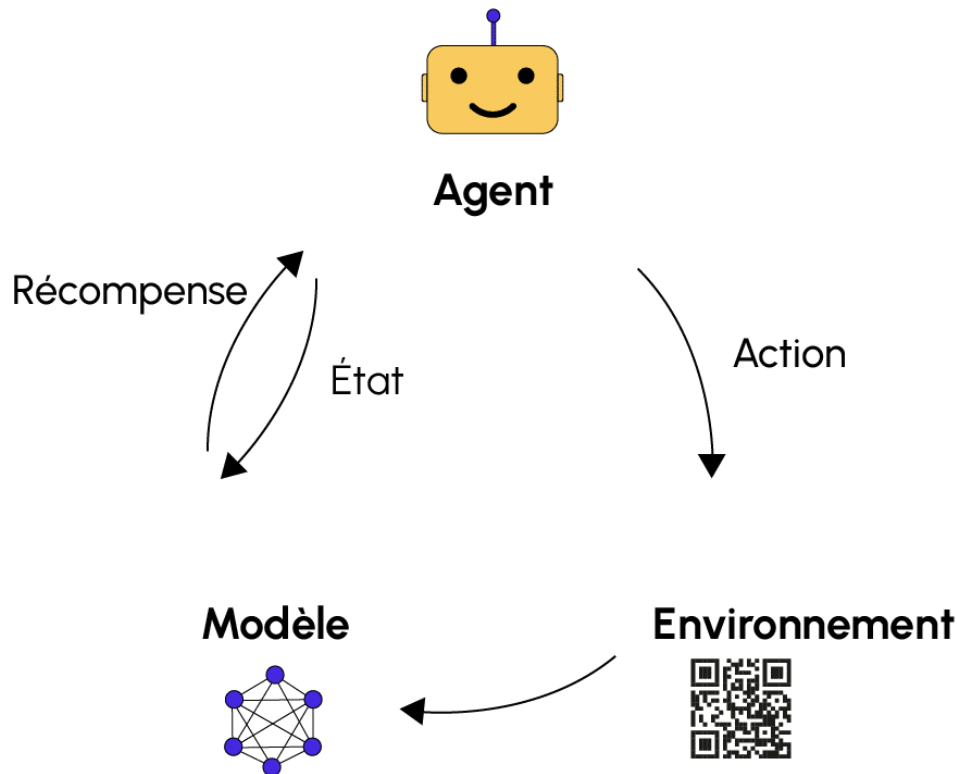 Agent
Récompense
État
Action
Modèle
Environnement